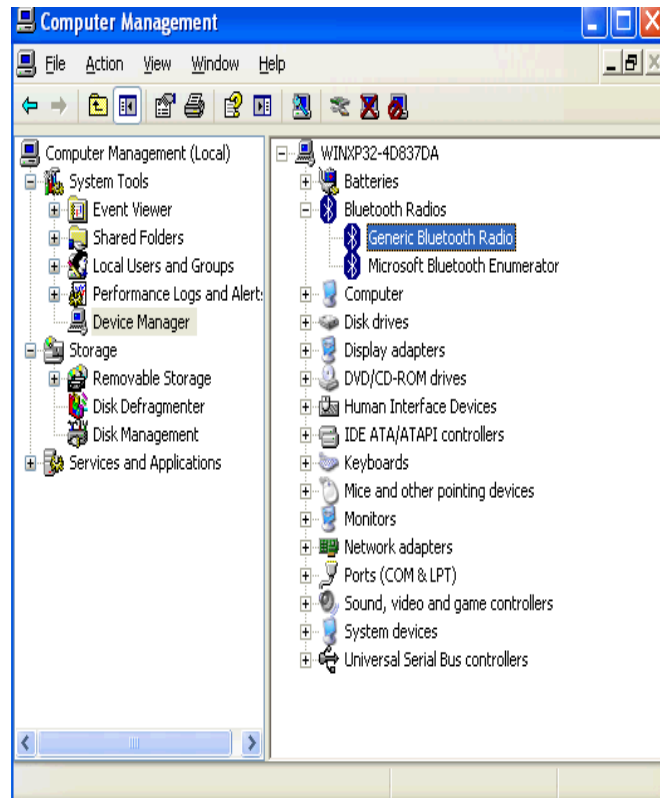 Computer Management
File Action View Window Help
Computer Management (Local)
System Tools
Event Viewer
Shared Folders
Local Users and Groups
Performance Logs and Alert:
Device Manager
Storage
Removable Storage
Disk Defragmenter
Disk Management
Services and Applications
WINXP32-4D837DA
Batteries
Bluetooth Radios
Generic Bluetooth Radio
Microsoft Bluetooth Enumerator
Computer
Disk drives
Display adapters
DVD/CD-ROM drives
Human Interface Devices
IDE ATA/ATAPI controllers
Keyboards
Mice and other pointing devices
Monitors
Network adapters
Ports (COM & LPT)
Sound, video and game controllers
System devices
Universal Serial Bus controllers